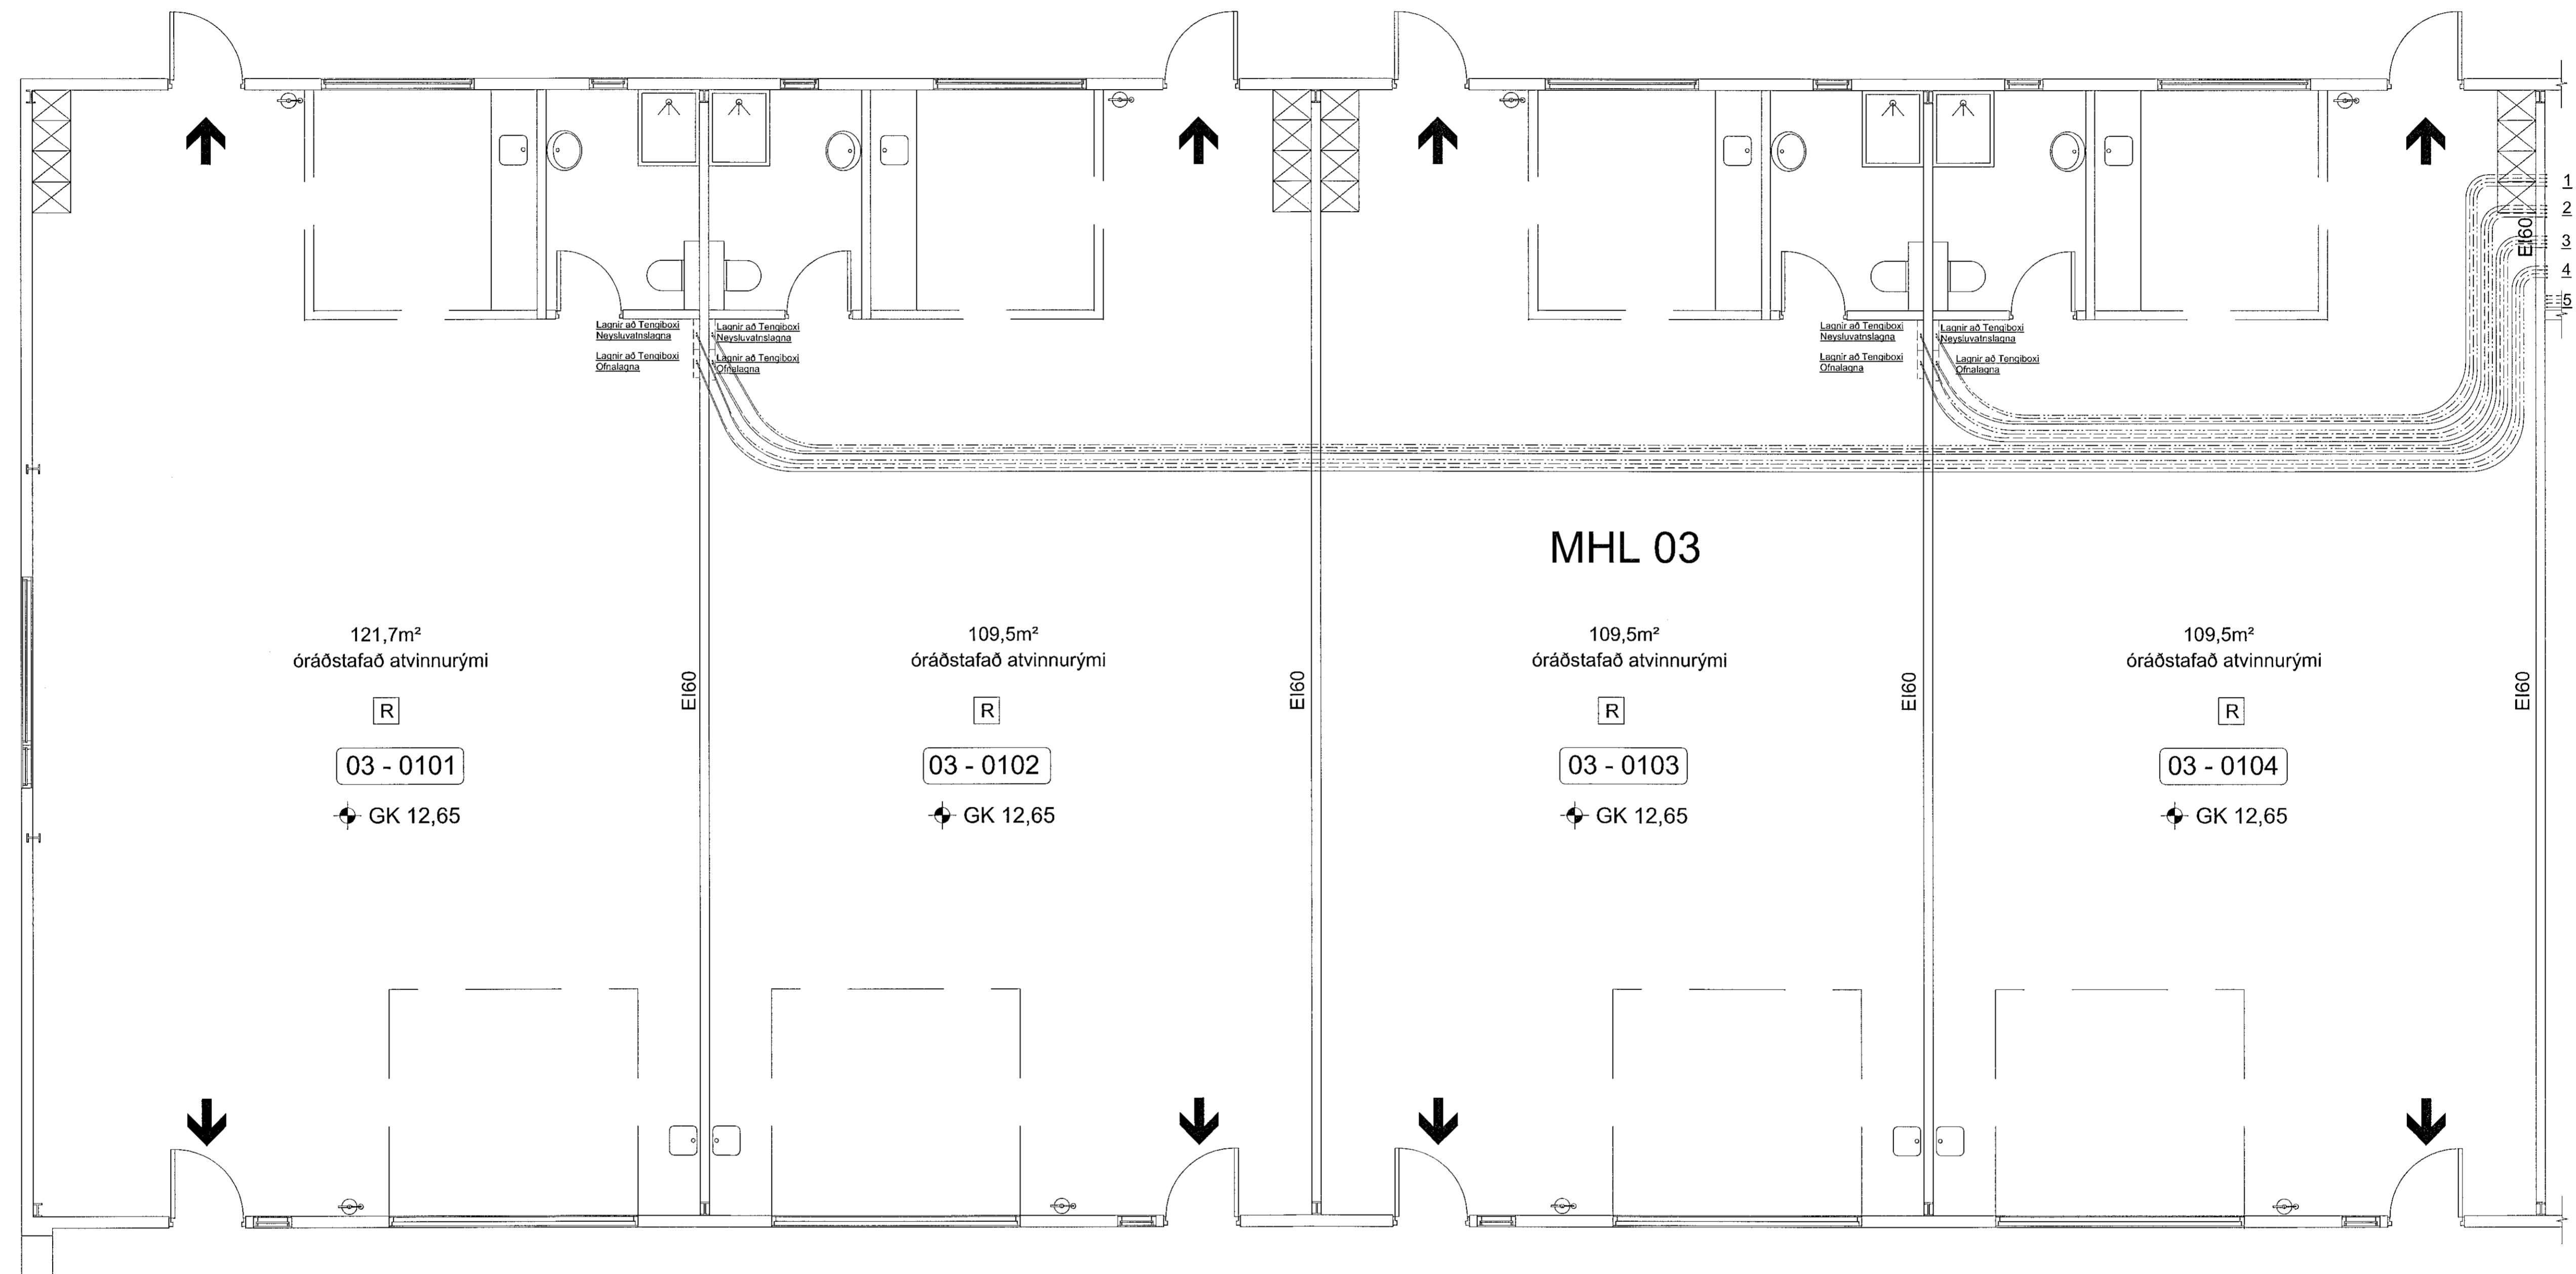 1
2
EI60
3
4
5
Lagnir að Tengiboxi
Neysluvatnslagna
Lagnir að Tengiboxi
Ofnalagna
Lagnir að Tengiboxi
Neysluvatnslagna
Lagnir að Tengiboxi
Ofnalagna
Lagnir að Tengiboxi
Neysluvatnslagna
Lagnir að Tengiboxi
Ofnalagna
Lagnir að Tengiboxi
Neysluvatnslagna
Lagnir að Tengiboxi
Ofnalagna
MHL 03
121,7m²
óráðstafað atvinnurými
R
03 - 0101
GK 12,65
EI60
109,5m²
óráðstafað atvinnurými
R
03 - 0102
GK 12,65
EI60
109,5m²
óráðstafað atvinnurými
R
03 - 0103
GK 12,65
EI60
109,5m²
óráðstafað atvinnurými
R
03 - 0104
GK 12,65
EI60